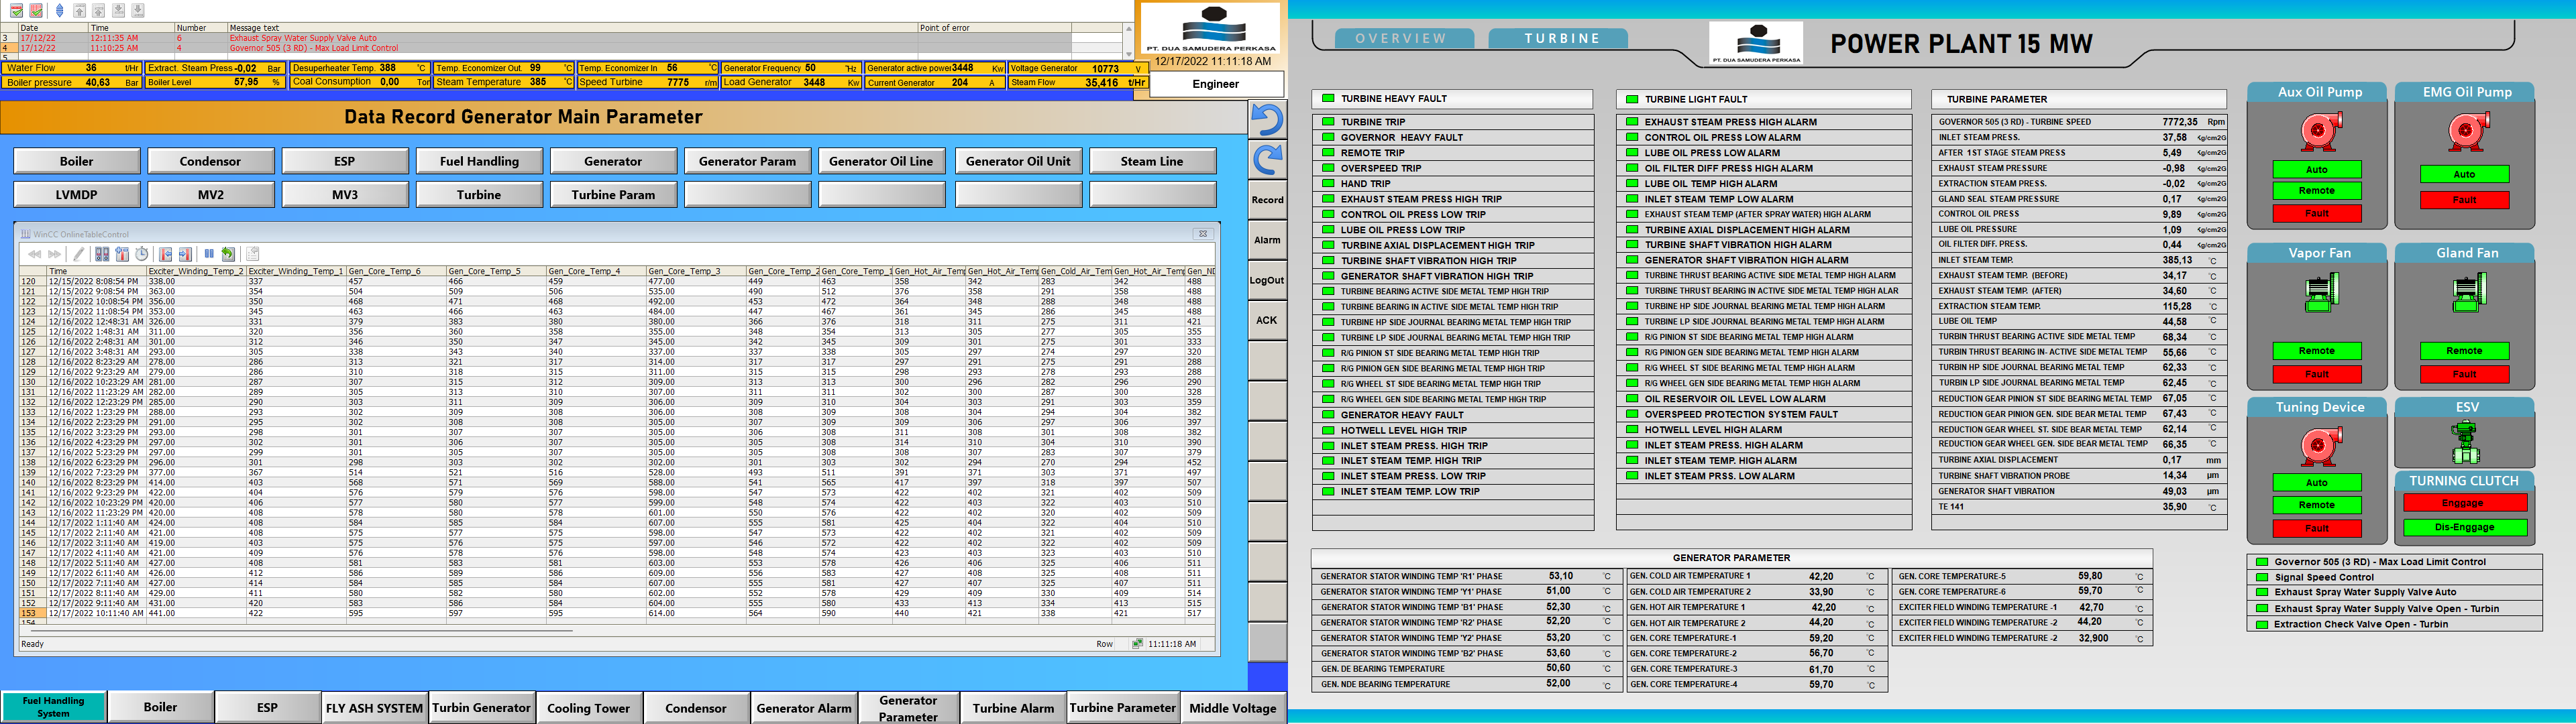 Date Time Number Message text Point of error
3 17/12/22 12:11:35 AM 6 Exhaust Spray Water Supply Valve Auto
4 17/12/22 11:10:25 AM 4 Governor 505 (3 RD) - Max Load Limit Control
5
PT. DUA SAMUDERA PERKASA
12/17/2022 11:11:18 AM
Engineer
Water Flow 36 t/Hr Extract. Steam Press -0,02 Bar Desuperheater Temp. 388 °C Temp. Economizer Out. 99 °C Temp. Economizer In 56 °C Generator Frequency 50 Hz Generator active power 3448 Kw Voltage Generator 10773 V
Boiler pressure 40,63 Bar Boiler Level 57,95 % Coal Consumption 0,00 Ton Steam Temperature 385 °C Speed Turbine 7775 r/m Load Generator 3448 Kw Current Generator 204 A Steam Flow 35,416 t/Hr
Data Record Generator Main Parameter
Boiler Condensor ESP Fuel Handling Generator Generator Param Generator Oil Line Generator Oil Unit Steam Line
LVMDP MV2 MV3 Turbine Turbine Param
Record
Alarm
LogOut
ACK
WinCC OnlineTableControl
Time Exciter_Winding_Temp_2 Exciter_Winding_Temp_1 Gen_Core_Temp_6 Gen_Core_Temp_5 Gen_Core_Temp_4 Gen_Core_Temp_3 Gen_Core_Temp_2 Gen_Core_Temp_1 Gen_Hot_Air_Temp Gen_Hot_Air_Tem Gen_Cold_Air_Tem Gen_Hot_Air_Temp Gen_ND
120 12/15/2022 8:08:54 PM 338.00 337 457 466 459 477.00 449 463 358 342 283 342 488
121 12/15/2022 9:08:54 PM 363.00 354 504 508 506 535.00 490 512 376 358 291 358 488
122 12/15/2022 10:08:54 PM 356.00 350 468 471 468 492.00 453 472 364 348 288 348 488
123 12/15/2022 11:08:54 PM 353.00 345 463 466 463 484.00 447 467 361 345 286 345 488
124 12/16/2022 12:48:31 AM 326.00 331 379 383 380 380.00 366 376 318 311 275 311 421
125 12/16/2022 1:48:31 AM 311.00 320 356 360 358 355.00 348 354 313 305 277 305 355
126 12/16/2022 2:48:31 AM 301.00 312 346 350 347 345.00 342 345 309 301 275 301 333
127 12/16/2022 3:48:31 AM 293.00 305 338 343 340 337.00 337 338 305 297 274 297 320
128 12/16/2022 8:23:29 AM 278.00 286 313 321 317 314.00 317 317 297 291 275 291 288
129 12/16/2022 9:23:29 AM 279.00 286 310 318 315 311.00 315 315 298 293 278 293 288
130 12/16/2022 10:23:29 AM 281.00 287 307 315 312 309.00 313 313 300 296 282 296 290
131 12/16/2022 11:23:29 AM 282.00 289 305 313 310 307.00 311 311 302 300 287 300 328
132 12/16/2022 12:23:29 PM 285.00 290 303 311 309 306.00 310 310 304 303 291 303 359
133 12/16/2022 1:23:29 PM 288.00 293 302 309 308 306.00 308 309 308 304 294 304 382
134 12/16/2022 2:23:29 PM 291.00 295 302 308 308 305.00 307 309 309 306 297 306 397
135 12/16/2022 3:23:29 PM 293.00 298 301 307 307 305.00 306 308 311 308 301 308 382
136 12/16/2022 4:23:29 PM 297.00 302 301 306 307 305.00 305 308 314 310 304 310 390
137 12/16/2022 5:23:29 PM 297.00 299 301 305 307 305.00 308 308 308 307 283 307 379
138 12/16/2022 6:23:29 PM 296.00 301 298 303 302 302.00 301 303 302 294 270 294 452
139 12/16/2022 7:23:29 PM 377.00 367 514 521 516 528.00 493 511 391 371 303 371 497
140 12/16/2022 8:23:29 PM 414.00 403 568 571 569 588.00 541 565 417 397 318 397 507
141 12/16/2022 9:23:29 PM 422.00 404 576 579 576 598.00 547 573 422 402 321 402 509
142 12/16/2022 10:23:29 PM 420.00 406 577 580 577 599.00 548 574 422 403 322 403 509
143 12/16/2022 11:23:29 PM 420.00 408 578 580 578 601.00 550 576 422 402 320 402 509
144 12/17/2022 1:11:40 AM 424.00 408 584 585 584 607.00 555 581 425 404 322 404 510
145 12/17/2022 2:11:40 AM 421.00 408 575 577 575 598.00 547 573 422 402 321 402 509
146 12/17/2022 3:11:40 AM 419.00 403 575 576 575 597.00 546 572 422 402 322 402 509
147 12/17/2022 4:11:40 AM 421.00 409 576 578 576 598.00 548 574 423 403 323 403 510
148 12/17/2022 5:11:40 AM 427.00 408 581 583 581 603.00 553 578 426 406 325 406 511
149 12/17/2022 6:11:40 AM 426.00 412 586 589 586 599.00 556 583 427 408 325 408 511
150 12/17/2022 7:11:40 AM 427.00 414 584 585 584 607.00 555 581 427 407 325 407 511
151 12/17/2022 8:11:40 AM 429.00 411 580 582 580 602.00 552 578 429 409 330 409 514
152 12/17/2022 9:11:40 AM 431.00 420 583 586 584 604.00 555 580 433 413 334 413 515
153 12/17/2022 10:11:40 AM 441.00 422 595 597 595 614.00 564 590 440 421 338 421 517
154
Ready Row 11:11:18 AM
Fuel Handling System Boiler ESP FLY ASH SYSTEM Turbin Generator Cooling Tower Condensor Generator Alarm Generator Parameter Turbine Alarm Turbine Parameter Middle Voltage
OVERVIEW TURBINE
PT. DUA SAMUDERA PERKASA
POWER PLANT 15 MW
TURBINE HEAVY FAULT
TURBINE TRIP
GOVERNOR HEAVY FAULT
REMOTE TRIP
OVERSPEED TRIP
HAND TRIP
EXHAUST STEAM PRESS HIGH TRIP
CONTROL OIL PRESS LOW TRIP
LUBE OIL PRESS LOW TRIP
TURBINE AXIAL DISPLACEMENT HIGH TRIP
TURBINE SHAFT VIBRATION HIGH TRIP
GENERATOR SHAFT VIBRATION HIGH TRIP
TURBINE BEARING ACTIVE SIDE METAL TEMP HIGH TRIP
TURBINE BEARING IN ACTIVE SIDE METAL TEMP HIGH TRIP
TURBINE HP SIDE JOURNAL BEARING METAL TEMP HIGH TRIP
TURBINE LP SIDE JOURNAL BEARING METAL TEMP HIGH TRIP
R/G PINION ST SIDE BEARING METAL TEMP HIGH TRIP
R/G PINION GEN SIDE BEARING METAL TEMP HIGH TRIP
R/G WHEEL ST SIDE BEARING METAL TEMP HIGH TRIP
R/G WHEEL GEN SIDE BEARING METAL TEMP HIGH TRIP
GENERATOR HEAVY FAULT
HOTWELL LEVEL HIGH TRIP
INLET STEAM PRESS. HIGH TRIP
INLET STEAM TEMP. HIGH TRIP
INLET STEAM PRESS. LOW TRIP
INLET STEAM TEMP. LOW TRIP
TURBINE LIGHT FAULT
EXHAUST STEAM PRESS HIGH ALARM
CONTROL OIL PRESS LOW ALARM
LUBE OIL PRESS LOW ALARM
OIL FILTER DIFF PRESS HIGH ALARM
LUBE OIL TEMP HIGH ALARM
INLET STEAM TEMP LOW ALARM
EXHAUST STEAM TEMP (AFTER SPRAY WATER) HIGH ALARM
TURBINE AXIAL DISPLACEMENT HIGH ALARM
TURBINE SHAFT VIBRATION HIGH ALARM
GENERATOR SHAFT VIBRATION HIGH ALARM
TURBINE THRUST BEARING ACTIVE SIDE METAL TEMP HIGH ALARM
TURBINE THRUST BEARING IN ACTIVE SIDE METAL TEMP HIGH ALAR
TURBINE HP SIDE JOURNAL BEARING METAL TEMP HIGH ALARM
TURBINE LP SIDE JOURNAL BEARING METAL TEMP HIGH ALARM
R/G PINION ST SIDE BEARING METAL TEMP HIGH ALARM
R/G PINION GEN SIDE BEARING METAL TEMP HIGH ALARM
R/G WHEEL ST SIDE BEARING METAL TEMP HIGH ALARM
R/G WHEEL GEN SIDE BEARING METAL TEMP HIGH ALARM
OIL RESERVOIR OIL LEVEL LOW ALARM
OVERSPEED PROTECTION SYSTEM FAULT
HOTWELL LEVEL HIGH ALARM
INLET STEAM PRESS. HIGH ALARM
INLET STEAM TEMP. HIGH ALARM
INLET STEAM PRSS. LOW ALARM
TURBINE PARAMETER
GOVERNOR 505 (3 RD) - TURBINE SPEED 7772,35 Rpm
INLET STEAM PRESS. 37,58 Kg/cm2G
AFTER 1ST STAGE STEAM PRESS 5,49 Kg/cm2G
EXHAUST STEAM PRESSURE -0,98 Kg/cm2G
EXTRACTION STEAM PRESS. -0,02 Kg/cm2G
GLAND SEAL STEAM PRESSURE 0,17 Kg/cm2G
CONTROL OIL PRESS 9,89 Kg/cm2G
LUBE OIL PRESSURE 1,09 Kg/cm2G
OIL FILTER DIFF. PRESS. 0,44 Kg/cm2G
INLET STEAM TEMP. 385,13 °C
EXHAUST STEAM TEMP. (BEFORE) 34,17 °C
EXHAUST STEAM TEMP. (AFTER) 34,60 °C
EXTRACTION STEAM TEMP. 115,28 °C
LUBE OIL TEMP 44,58 °C
TURBIN THRUST BEARING ACTIVE SIDE METAL TEMP 68,34 °C
TURBIN THRUST BEARING IN- ACTIVE SIDE METAL TEMP 55,66 °C
TURBIN HP SIDE JOURNAL BEARING METAL TEMP 62,33 °C
TURBIN LP SIDE JOURNAL BEARING METAL TEMP 62,45 °C
REDUCTION GEAR PINION ST SIDE BEARING METAL TEMP 67,05 °C
REDUCTION GEAR PINION GEN. SIDE BEAR METAL TEMP 67,43 °C
REDUCTION GEAR WHEEL ST. SIDE BEAR METAL TEMP 62,14 °C
REDUCTION GEAR WHEEL GEN. SIDE BEAR METAL TEMP 66,35 °C
TURBINE AXIAL DISPLACEMENT 0,17 mm
TURBINE SHAFT VIBRATION PROBE 14,34 µm
GENERATOR SHAFT VIBRATION 49,03 µm
TE 141 35,90 °C
Aux Oil Pump
Auto
Remote
Fault
EMG Oil Pump
Auto
Fault
Vapor Fan
Remote
Fault
Gland Fan
Remote
Fault
Tuning Device
Auto
Remote
Fault
ESV
TURNING CLUTCH
Enggage
Dis-Enggage
Governor 505 (3 RD) - Max Load Limit Control
Signal Speed Control
Exhaust Spray Water Supply Valve Auto
Exhaust Spray Water Supply Valve Open - Turbin
Extraction Check Valve Open - Turbin
GENERATOR PARAMETER
GENERATOR STATOR WINDING TEMP 'R1' PHASE 53,10 °C
GENERATOR STATOR WINDING TEMP 'Y1' PHASE 51,00 °C
GENERATOR STATOR WINDING TEMP 'B1' PHASE 52,30 °C
GENERATOR STATOR WINDING TEMP 'R2' PHASE 52,20 °C
GENERATOR STATOR WINDING TEMP 'Y2' PHASE 53,20 °C
GENERATOR STATOR WINDING TEMP 'B2' PHASE 53,60 °C
GEN. DE BEARING TEMPERATURE 50,60 °C
GEN. NDE BEARING TEMPERATURE 52,00 °C
GEN. COLD AIR TEMPERATURE 1 42,20 °C
GEN. COLD AIR TEMPERATURE 2 33,90 °C
GEN. HOT AIR TEMPERATURE 1 42,20 °C
GEN. HOT AIR TEMPERATURE 2 44,20 °C
GEN. CORE TEMPERATURE-1 59,20 °C
GEN. CORE TEMPERATURE-2 56,70 °C
GEN. CORE TEMPERATURE-3 61,70 °C
GEN. CORE TEMPERATURE-4 59,70 °C
GEN. CORE TEMPERATURE-5 59,80 °C
GEN. CORE TEMPERATURE-6 59,70 °C
EXCITER FIELD WINDING TEMPERATURE -1 42,70 °C
EXCITER FIELD WINDING TEMPERATURE -2 44,20 °C
EXCITER FIELD WINDING TEMPERATURE -2 32,900 °C